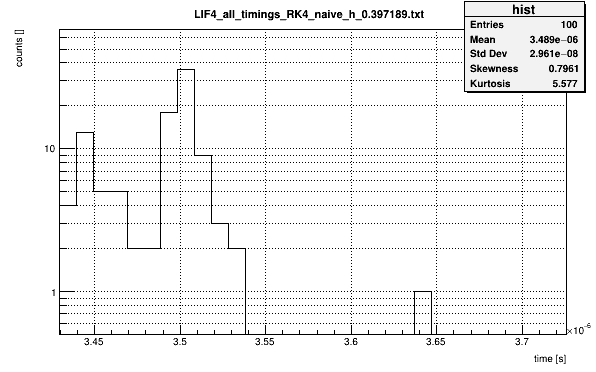 LIF4_all_timings_RK4_naive_h_0.397189.txt
hist
Entries 100
Mean 3.489e−06
Std Dev 2.961e−08
Skewness 0.7961
Kurtosis 5.577
counts []
10
1
3.45 3.5 3.55 3.6 3.65 3.7
×10⁻⁶
time [s]